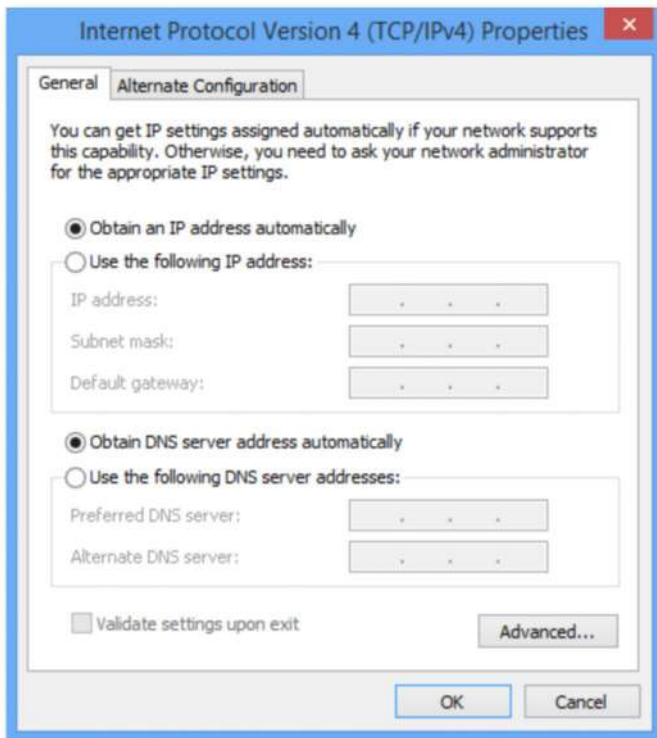 Internet Protocol Version 4 (TCP/IPv4) Properties
General
Alternate Configuration
You can get IP settings assigned automatically if your network supports
this capability. Otherwise, you need to ask your network administrator
for the appropriate IP settings.
Obtain an IP address automatically
Use the following IP address:
IP address:
Subnet mask:
Default gateway:
Obtain DNS server address automatically
Use the following DNS server addresses:
Preferred DNS server:
Alternate DNS server:
Validate settings upon exit
Advanced...
OK
Cancel